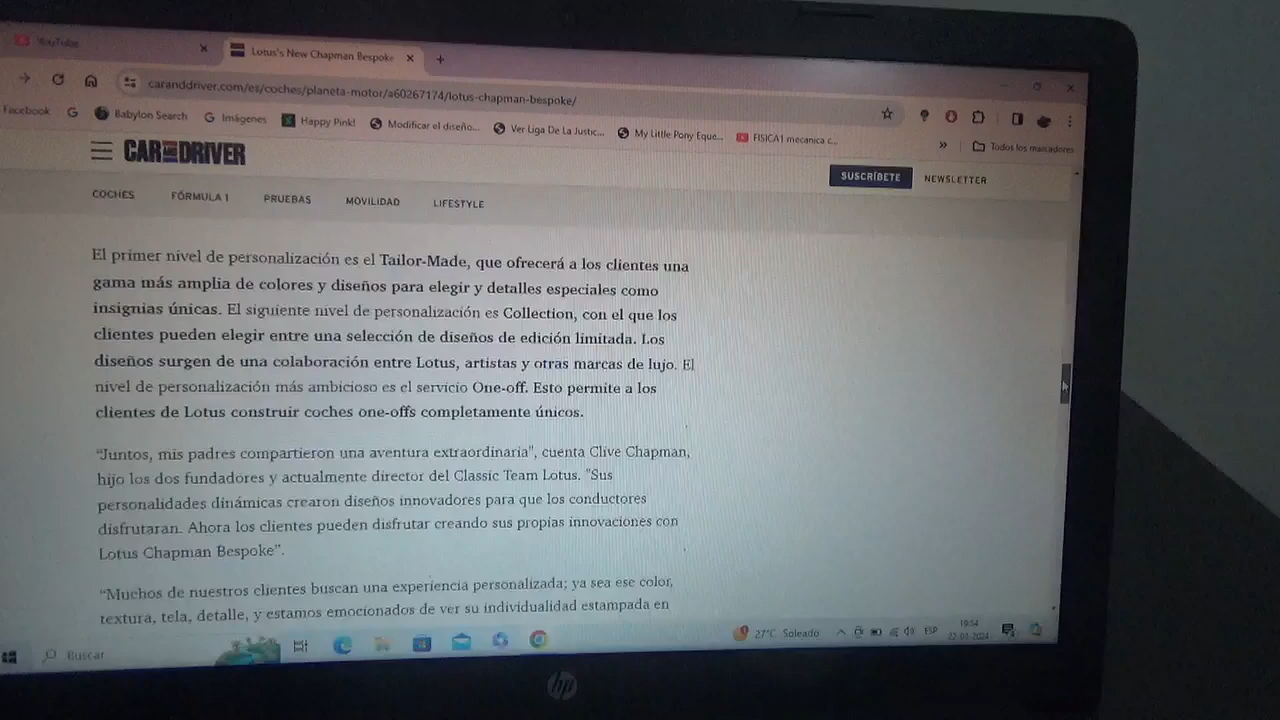 YouTube
Lotus's New Chapman Bespoke
caranddriver.com/es/coches/planeta-motor/a60267174/lotus-chapman-bespoke/
Facebook
Babylon Search
Imágenes
Happy Pink!
Modificar el diseño...
Ver Liga De La Justic...
My Little Pony Eque...
FISICA1 mecanica c...
»
Todos los marcadores
CAR AND DRIVER
SUSCRÍBETE
NEWSLETTER
COCHES
FÓRMULA 1
PRUEBAS
MOVILIDAD
LIFESTYLE
El primer nivel de personalización es el Tailor-Made, que ofrecerá a los clientes una
gama más amplia de colores y diseños para elegir y detalles especiales como
insignias únicas. El siguiente nivel de personalización es Collection, con el que los
clientes pueden elegir entre una selección de diseños de edición limitada. Los
diseños surgen de una colaboración entre Lotus, artistas y otras marcas de lujo. El
nivel de personalización más ambicioso es el servicio One-off. Esto permite a los
clientes de Lotus construir coches one-offs completamente únicos.
“Juntos, mis padres compartieron una aventura extraordinaria", cuenta Clive Chapman,
hijo los dos fundadores y actualmente director del Classic Team Lotus. "Sus
personalidades dinámicas crearon diseños innovadores para que los conductores
disfrutaran. Ahora los clientes pueden disfrutar creando sus propias innovaciones con
Lotus Chapman Bespoke”.
“Muchos de nuestros clientes buscan una experiencia personalizada; ya sea ese color,
textura, tela, detalle, y estamos emocionados de ver su individualidad estampada en
Buscar
27°C Soleado
ESP
10:54
22-01-2024
hp